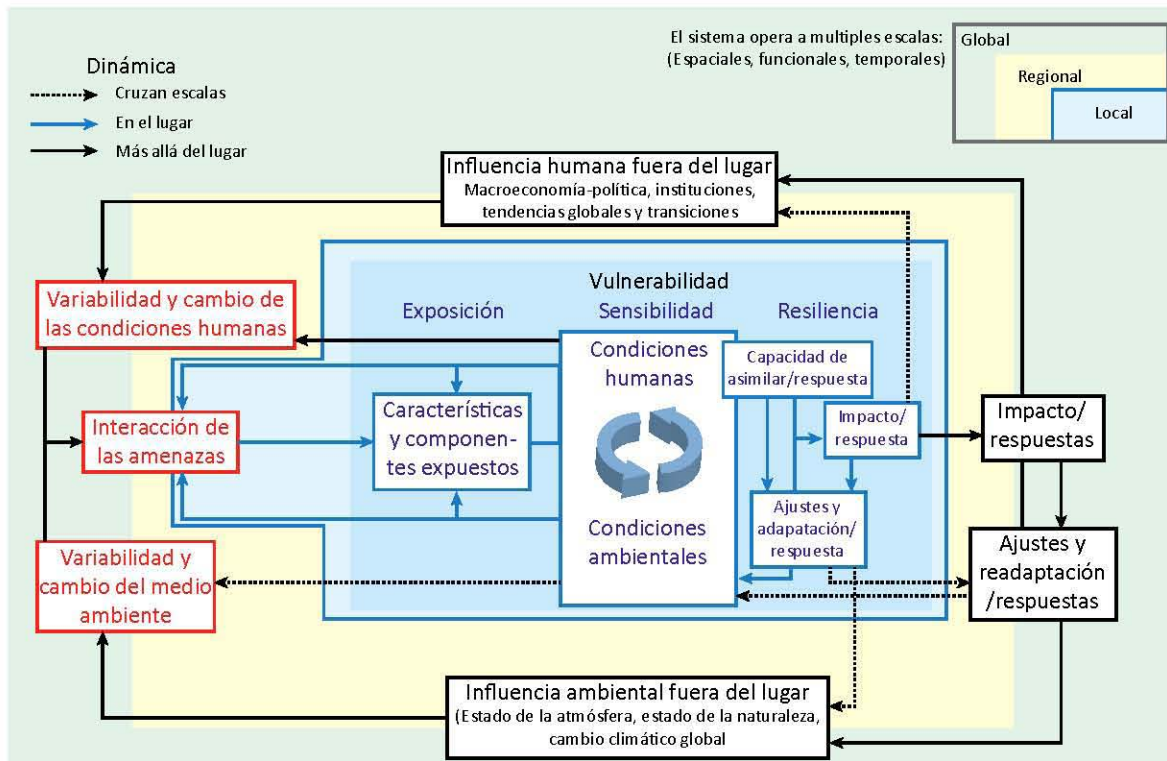 El sistema opera a multiples escalas:
(Espaciales, funcionales, temporales)
Global
Regional
Local
Dinámica
Cruzan escalas
En el lugar
Más allá del lugar
Influencia humana fuera del lugar
Macroeconomía-política, instituciones,
tendencias globales y transiciones
Variabilidad y cambio de
las condiciones humanas
Vulnerabilidad
Exposición
Sensibilidad
Resiliencia
Condiciones
humanas
Capacidad de
asimilar/respuesta
Interacción de
las amenazas
Características
y componen-
tes expuestos
Impacto/
respuesta
Impacto/
respuestas
Condiciones
ambientales
Ajustes y
adapatación/
respuesta
Variabilidad y
cambio del medio
ambiente
Ajustes y
readaptación
/respuestas
Influencia ambiental fuera del lugar
(Estado de la atmósfera, estado de la naturaleza,
cambio climático global